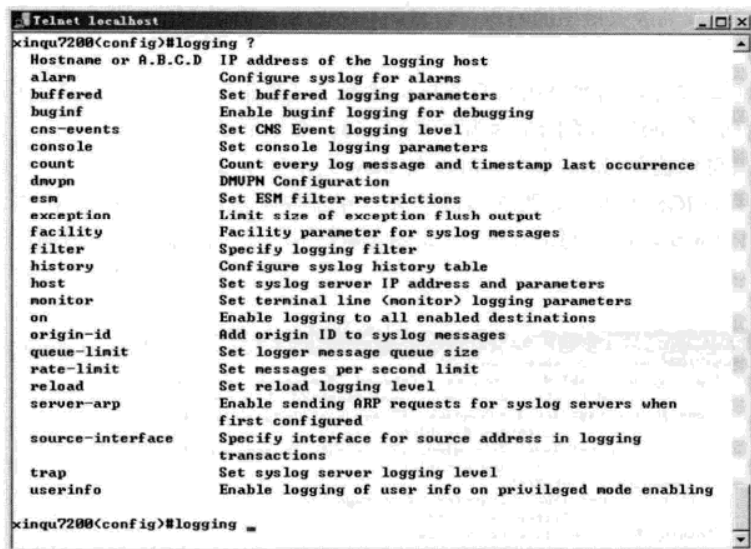 Telnet localhost
xinqu7200(config)#logging ?
Hostname or A.B.C.D IP address of the logging host
alarm Configure syslog for alarms
buffered Set buffered logging parameters
buginf Enable buginf logging for debugging
cns-events Set CNS Event logging level
console Set console logging parameters
count Count every log message and timestamp last occurrence
dmvpn DMVPN Configuration
esm Set ESM filter restrictions
exception Limit size of exception flush output
facility Facility parameter for syslog messages
filter Specify logging filter
history Configure syslog history table
host Set syslog server IP address and parameters
monitor Set terminal line (monitor) logging parameters
on Enable logging to all enabled destinations
origin-id Add origin ID to syslog messages
queue-limit Set logger message queue size
rate-limit Set messages per second limit
reload Set reload logging level
server-arp Enable sending ARP requests for syslog servers when
first configured
source-interface Specify interface for source address in logging
transactions
trap Set syslog server logging level
userinfo Enable logging of user info on privileged mode enabling
xinqu7200(config)#logging